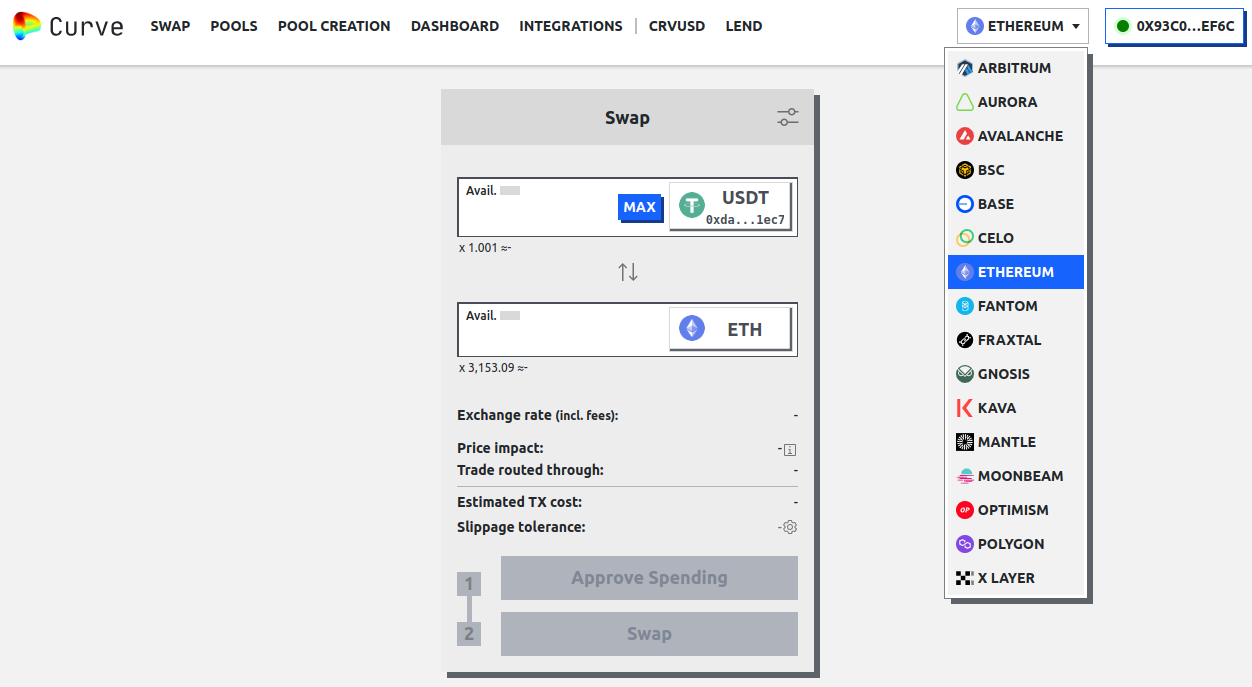 Curve SWAP POOLS POOL CREATION DASHBOARD INTEGRATIONS CRVUSD LEND ETHEREUM 0X93C0...EF6C
ARBITRUM
AURORA
AVALANCHE
BSC
BASE
CELO
ETHEREUM
FANTOM
FRAXTAL
GNOSIS
KAVA
MANTLE
MOONBEAM
OPTIMISM
POLYGON
X LAYER
Swap
Avail.
MAX
USDT
0xda...1ec7
x 1.001 ≈-
Avail.
ETH
x 3,153.09 ≈-
Exchange rate (incl. fees): -
Price impact: -
Trade routed through: -
Estimated TX cost: -
Slippage tolerance: -
1 Approve Spending
2 Swap